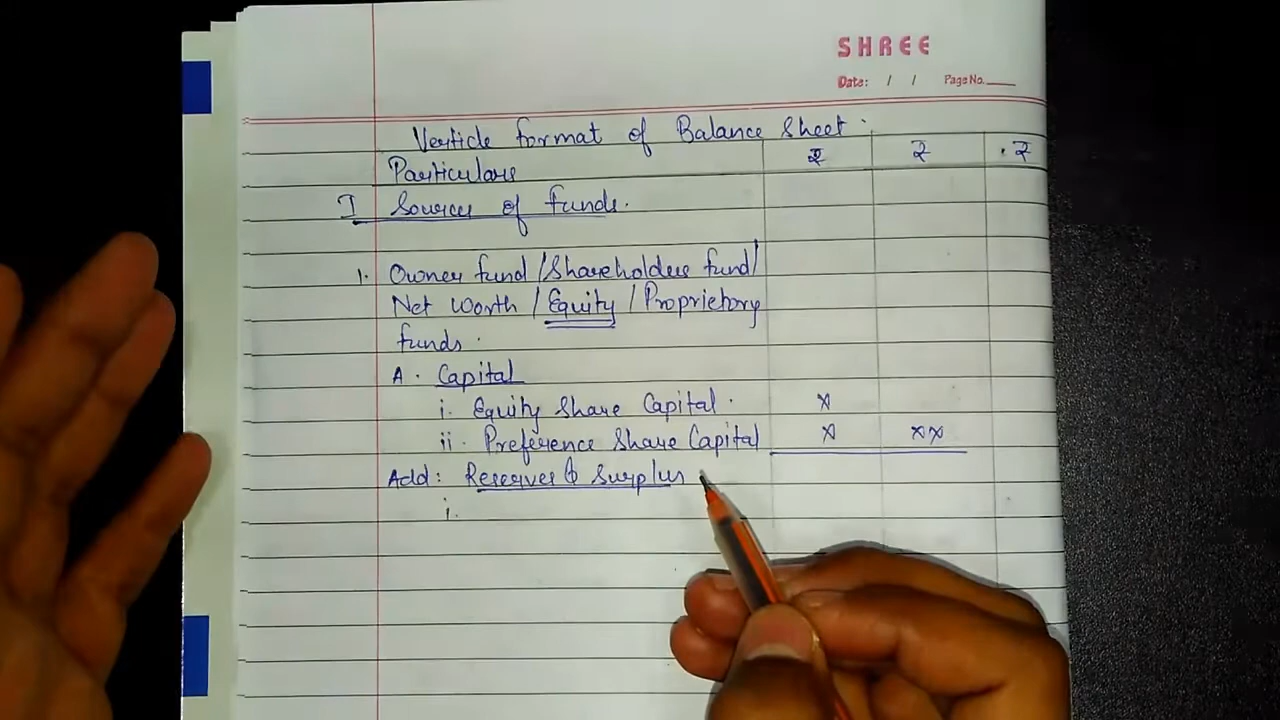 SHREE
Date: / / Page No.
Verticle format of Balance Sheet.
Particulars ₹ ₹ ₹
I Sources of funds.
1. Owner fund/Shareholders fund/
Net worth / Equity / Proprietory
funds.
A. Capital
i. Equity Share Capital. x
ii. Preference Share Capital x xx
Add: Reserves & Surplus
i.